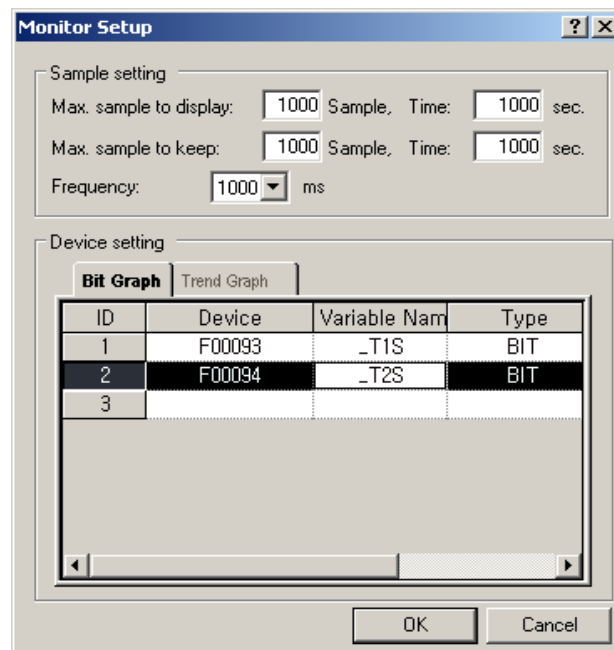 Monitor Setup
Sample setting
Max. sample to display: 1000 Sample, Time: 1000 sec.
Max. sample to keep: 1000 Sample, Time: 1000 sec.
Frequency: 1000 ms
Device setting
Bit Graph Trend Graph
ID Device Variable Nam Type
1 F00093 _T1S BIT
2 F00094 _T2S BIT
3
OK Cancel